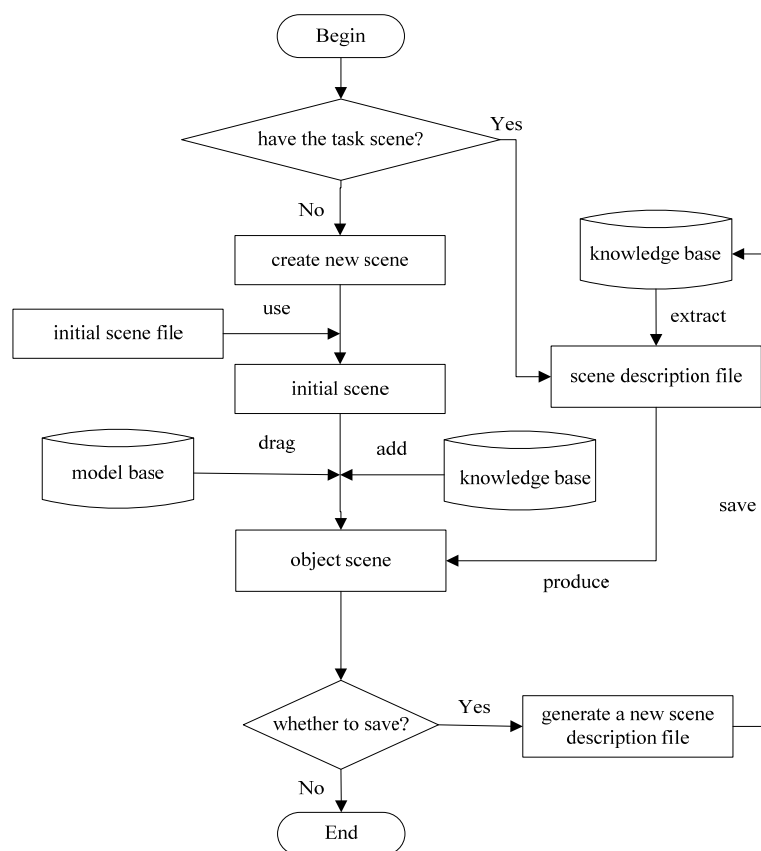 Begin
have the task scene?
Yes
No
create new scene
knowledge base
use
extract
initial scene file
initial scene
scene description file
drag
add
model base
knowledge base
save
object scene
produce
whether to save?
Yes
generate a new scene
description file
No
End